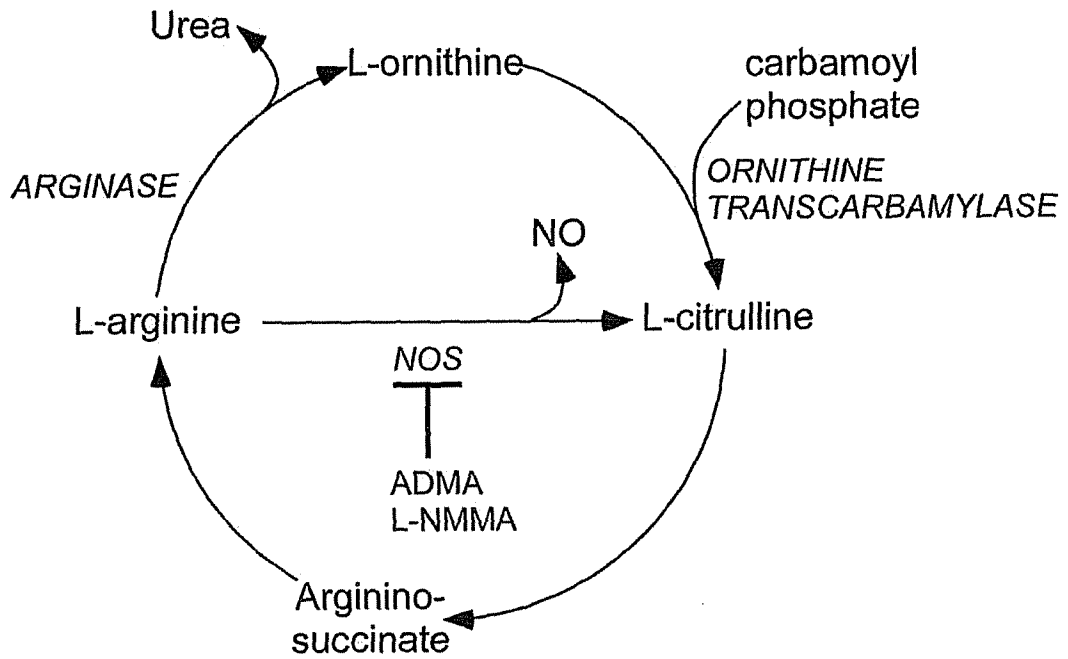 Urea
L-ornithine
carbamoyl
phosphate
ARGINASE
ORNITHINE
TRANSCARBAMYLASE
NO
L-arginine
L-citrulline
NOS
ADMA
L-NMMA
Arginino-
succinate